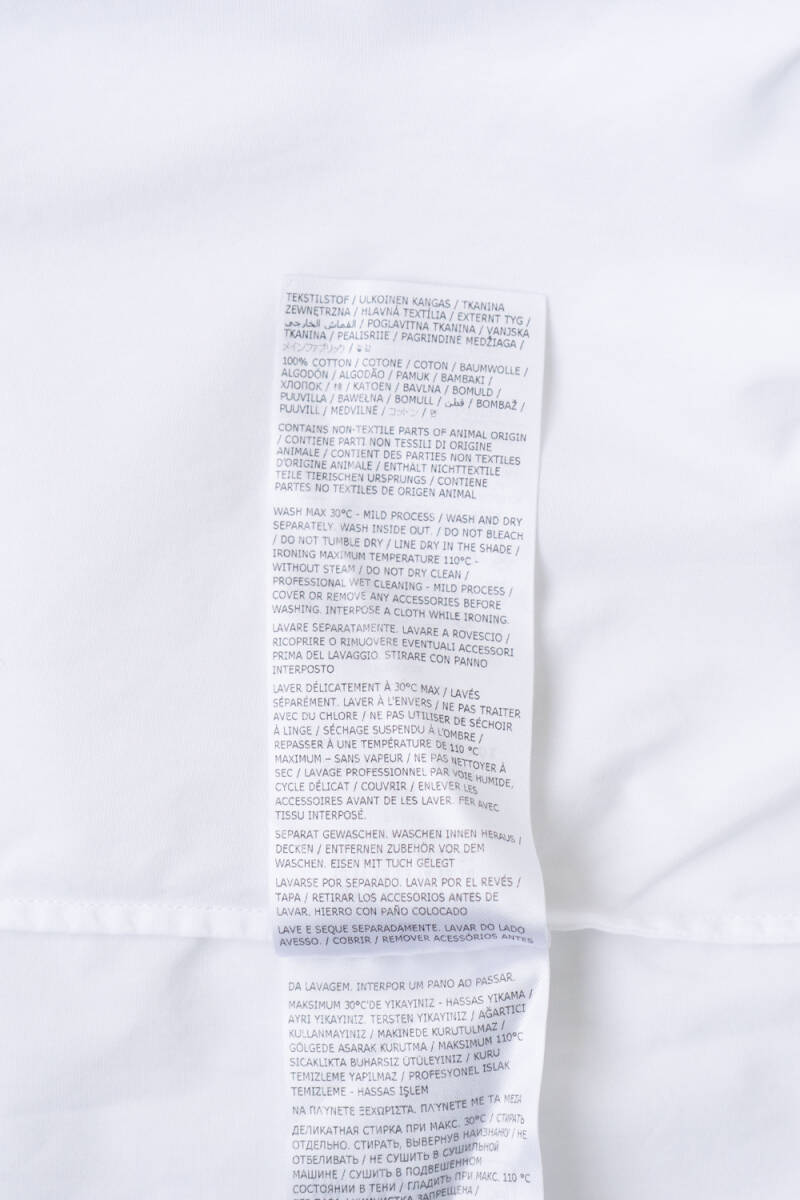 TEKSTILSTOF / ULKOINEN KANGAS / TKANINA
ZEWNĘTRZNA / HLAVNÁ TEXTÍLIA / EXTERNT TYG /
القماش الخارجي / POGLAVITNA TKANINA / VANJSKA
TKANINA / PEALISRIIE / PAGRINDINE MEDŽIAGA /
メインファブリック /
100% COTTON / COTONE / COTON / BAUMWOLLE /
ALGODÓN / ALGODÃO / PAMUK / BAMBAKI /
ХЛОПОК / 棉 / KATOEN / BAVLNA / BOMULD /
PUUVILLA / BAWEŁNA / BOMULL / قطن / BOMBAŽ /
PUUVILL / MEDVILNĖ / コットン / 면
CONTAINS NON-TEXTILE PARTS OF ANIMAL ORIGIN
/ CONTIENE PARTI NON TESSILI DI ORIGINE
ANIMALE / CONTIENT DES PARTIES NON TEXTILES
D'ORIGINE ANIMALE / ENTHÄLT NICHTTEXTILE
TEILE TIERISCHEN URSPRUNGS / CONTIENE
PARTES NO TEXTILES DE ORIGEN ANIMAL
WASH MAX 30°C - MILD PROCESS / WASH AND DRY
SEPARATELY. WASH INSIDE OUT. / DO NOT BLEACH
/ DO NOT TUMBLE DRY / LINE DRY IN THE SHADE /
IRONING MAXIMUM TEMPERATURE 110°C -
WITHOUT STEAM / DO NOT DRY CLEAN /
PROFESSIONAL WET CLEANING - MILD PROCESS /
COVER OR REMOVE ANY ACCESSORIES BEFORE
WASHING. INTERPOSE A CLOTH WHILE IRONING.
LAVARE SEPARATAMENTE. LAVARE A ROVESCIO /
RICOPRIRE O RIMUOVERE EVENTUALI ACCESSORI
PRIMA DEL LAVAGGIO. STIRARE CON PANNO
INTERPOSTO
LAVER DÉLICATEMENT À 30°C MAX / LAVÉS
SÉPARÉMENT. LAVER À L'ENVERS / NE PAS TRAITER
AVEC DU CHLORE / NE PAS UTILISER DE SÉCHOIR
À LINGE / SÉCHAGE SUSPENDU À L'OMBRE /
REPASSER À UNE TEMPÉRATURE DE 110 °C
MAXIMUM – SANS VAPEUR / NE PAS NETTOYER À
SEC / LAVAGE PROFESSIONNEL PAR VOIE HUMIDE,
CYCLE DÉLICAT / COUVRIR / ENLEVER LES
ACCESSOIRES AVANT DE LES LAVER. FER AVEC
TISSU INTERPOSÉ.
SEPARAT GEWASCHEN. WASCHEN INNEN HERAUS /
DECKEN / ENTFERNEN ZUBEHÖR VOR DEM
WASCHEN. EISEN MIT TUCH GELEGT
LAVARSE POR SEPARADO. LAVAR POR EL REVÉS /
TAPA / RETIRAR LOS ACCESORIOS ANTES DE
LAVAR. HIERRO CON PAÑO COLOCADO
LAVE E SEQUE SEPARADAMENTE. LAVAR DO LADO
AVESSO. / COBRIR / REMOVER ACESSÓRIOS ANTES
DA LAVAGEM. INTERPOR UM PANO AO PASSAR.
MAKSIMUM 30°C'DE YIKAYINIZ - HASSAS YIKAMA /
AYRI YIKAYINIZ. TERSTEN YIKAYINIZ / AĞARTICI
KULLANMAYINIZ / MAKINEDE KURUTULMAZ /
GÖLGEDE ASARAK KURUTMA / MAKSIMUM 110°C
SICAKLIKTA BUHARSIZ ÜTÜLEYINIZ / KURU
TEMIZLEME YAPILMAZ / PROFESYONEL ISLAK
TEMIZLEME - HASSAS IŞLEM
ΝΑ ΠΛΥΝΕΤΕ ΞΕΧΩΡΙΣΤΑ. ΠΛΥΝΕΤΕ ΜΕ ΤΑ ΜΕΣΑ
ДЕЛИКАТНАЯ СТИРКА ПРИ МАКС. 30°С / СТИРАТЬ
ОТДЕЛЬНО. СТИРАТЬ, ВЫВЕРНУВ НАИЗНАНКУ / НЕ
ОТБЕЛИВАТЬ / НЕ СУШИТЬ В СУШИЛЬНОЙ
МАШИНЕ / СУШИТЬ В ПОДВЕШЕННОМ
СОСТОЯНИИ В ТЕНИ / ГЛАДИТЬ ПРИ МАКС. 110 °С
ХИМЧИСТКА ЗАПРЕЩЕНА /